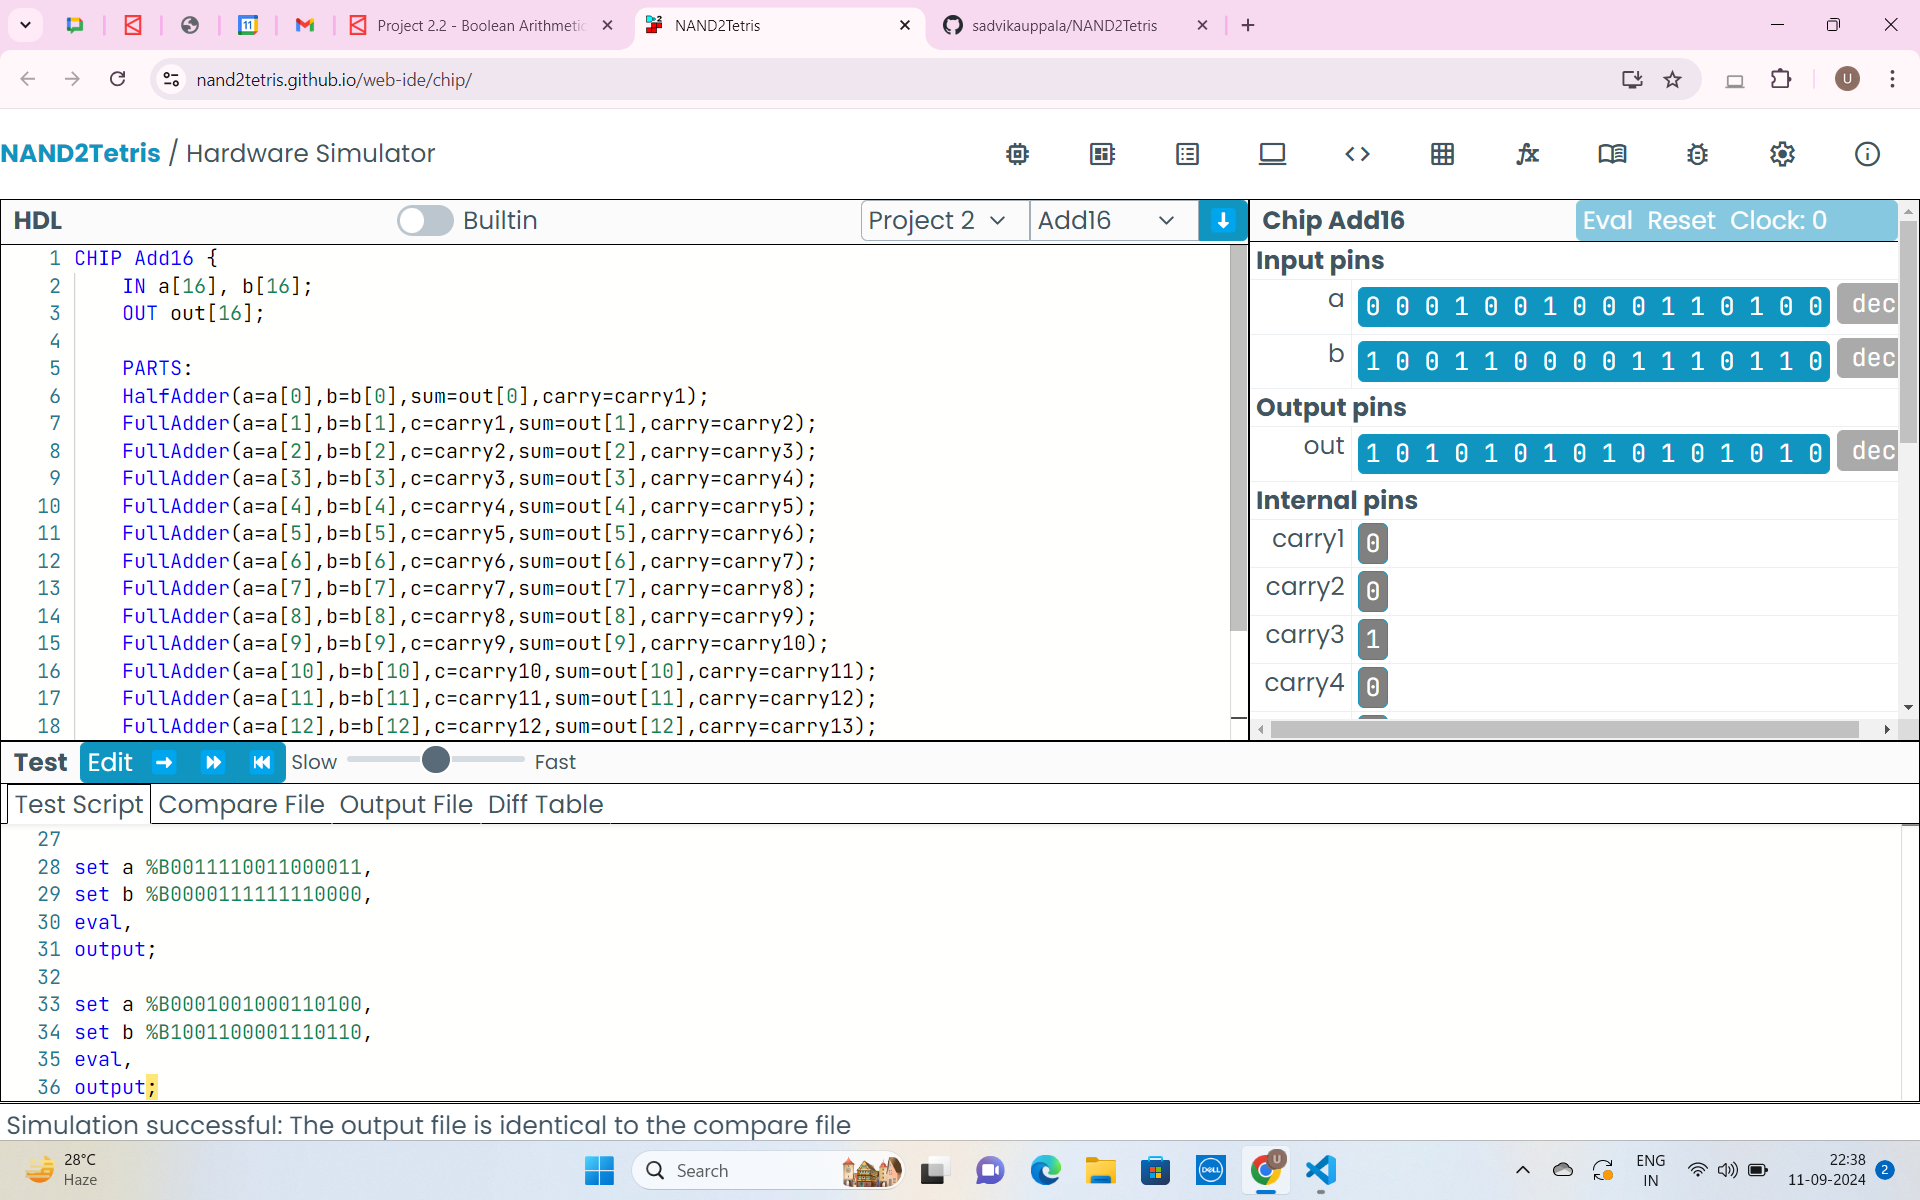 Project 2.2 - Boolean Arithmetic
NAND2Tetris
sadvikauppala/NAND2Tetris
nand2tetris.github.io/web-ide/chip/
U
NAND2Tetris / Hardware Simulator
HDL
Builtin
Project 2
Add16
Chip Add16
Eval Reset Clock: 0
1 CHIP Add16 {
2 IN a[16], b[16];
3 OUT out[16];
4
5 PARTS:
6 HalfAdder(a=a[0],b=b[0],sum=out[0],carry=carry1);
7 FullAdder(a=a[1],b=b[1],c=carry1,sum=out[1],carry=carry2);
8 FullAdder(a=a[2],b=b[2],c=carry2,sum=out[2],carry=carry3);
9 FullAdder(a=a[3],b=b[3],c=carry3,sum=out[3],carry=carry4);
10 FullAdder(a=a[4],b=b[4],c=carry4,sum=out[4],carry=carry5);
11 FullAdder(a=a[5],b=b[5],c=carry5,sum=out[5],carry=carry6);
12 FullAdder(a=a[6],b=b[6],c=carry6,sum=out[6],carry=carry7);
13 FullAdder(a=a[7],b=b[7],c=carry7,sum=out[7],carry=carry8);
14 FullAdder(a=a[8],b=b[8],c=carry8,sum=out[8],carry=carry9);
15 FullAdder(a=a[9],b=b[9],c=carry9,sum=out[9],carry=carry10);
16 FullAdder(a=a[10],b=b[10],c=carry10,sum=out[10],carry=carry11);
17 FullAdder(a=a[11],b=b[11],c=carry11,sum=out[11],carry=carry12);
18 FullAdder(a=a[12],b=b[12],c=carry12,sum=out[12],carry=carry13);
Input pins
a 0 0 0 1 0 0 1 0 0 0 1 1 0 1 0 0 dec
b 1 0 0 1 1 0 0 0 0 1 1 1 0 1 1 0 dec
Output pins
out 1 0 1 0 1 0 1 0 1 0 1 0 1 0 1 0 dec
Internal pins
carry1 0
carry2 0
carry3 1
carry4 0
Test Edit Slow Fast
Test Script Compare File Output File Diff Table
27
28 set a %B0011110011000011,
29 set b %B0000111111110000,
30 eval,
31 output;
32
33 set a %B0001001000110100,
34 set b %B1001100001110110,
35 eval,
36 output;
Simulation successful: The output file is identical to the compare file
28°C
Haze
Search
DELL
U
ENG
IN
22:38
11-09-2024
2